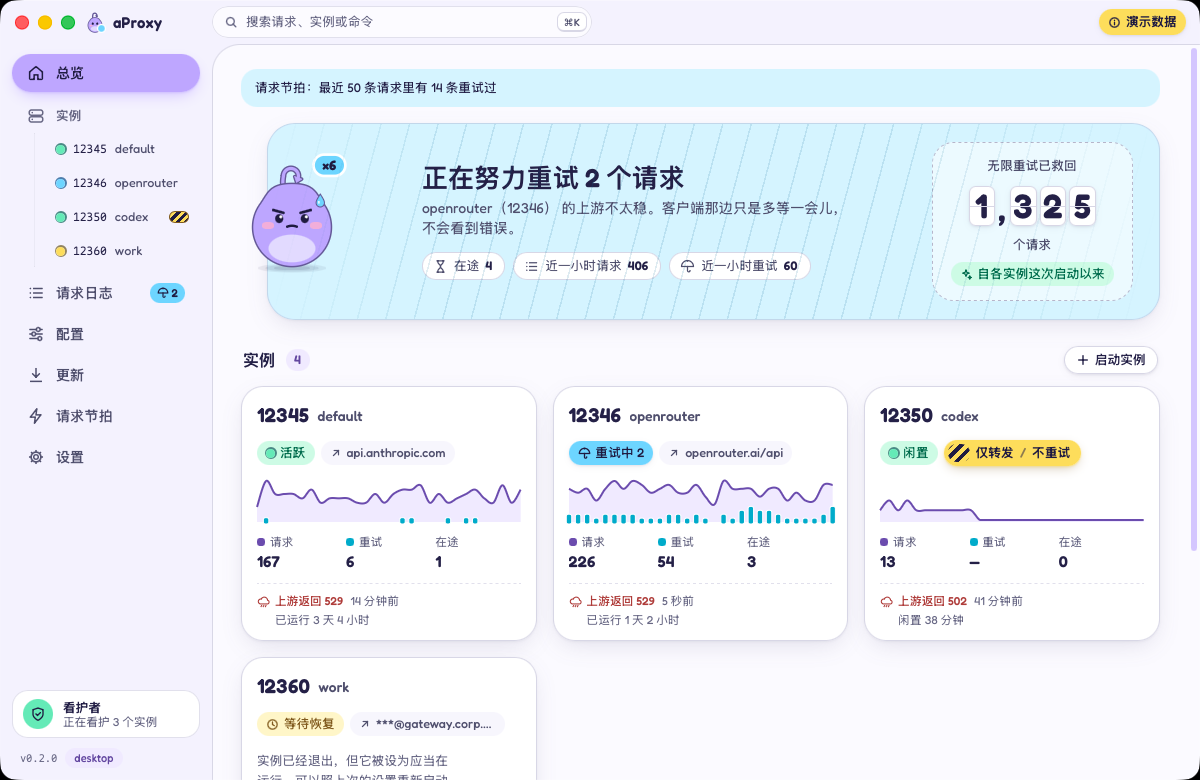 aProxy
搜索请求、实例或命令
⌘K
演示数据
总览
实例
12345 default
12346 openrouter
12350 codex
12360 work
请求日志
2
配置
更新
请求节拍
设置
看护者
正在看护 3 个实例
v0.2.0 desktop
请求节拍：最近 50 条请求里有 14 条重试过
×6
正在努力重试 2 个请求
openrouter（12346） 的上游不太稳。客户端那边只是多等一会儿，
不会看到错误。
在途 4
近一小时请求 406
近一小时重试 60
无限重试已救回
1,325
个请求
自各实例这次启动以来
实例 4
+ 启动实例
12345 default
活跃
↗ api.anthropic.com
请求 重试 在途
167 6 1
上游返回 529 14 分钟前
已运行 3 天 4 小时
12346 openrouter
重试中 2
↗ openrouter.ai/api
请求 重试 在途
226 54 3
上游返回 529 5 秒前
已运行 1 天 2 小时
12350 codex
闲置
仅转发 / 不重试
请求 重试 在途
13 — 0
上游返回 502 41 分钟前
闲置 38 分钟
12360 work
等待恢复
↗ ***@gateway.corp....
实例已经退出，但它被设为应当在
运行。可以照上次的设置重新启动